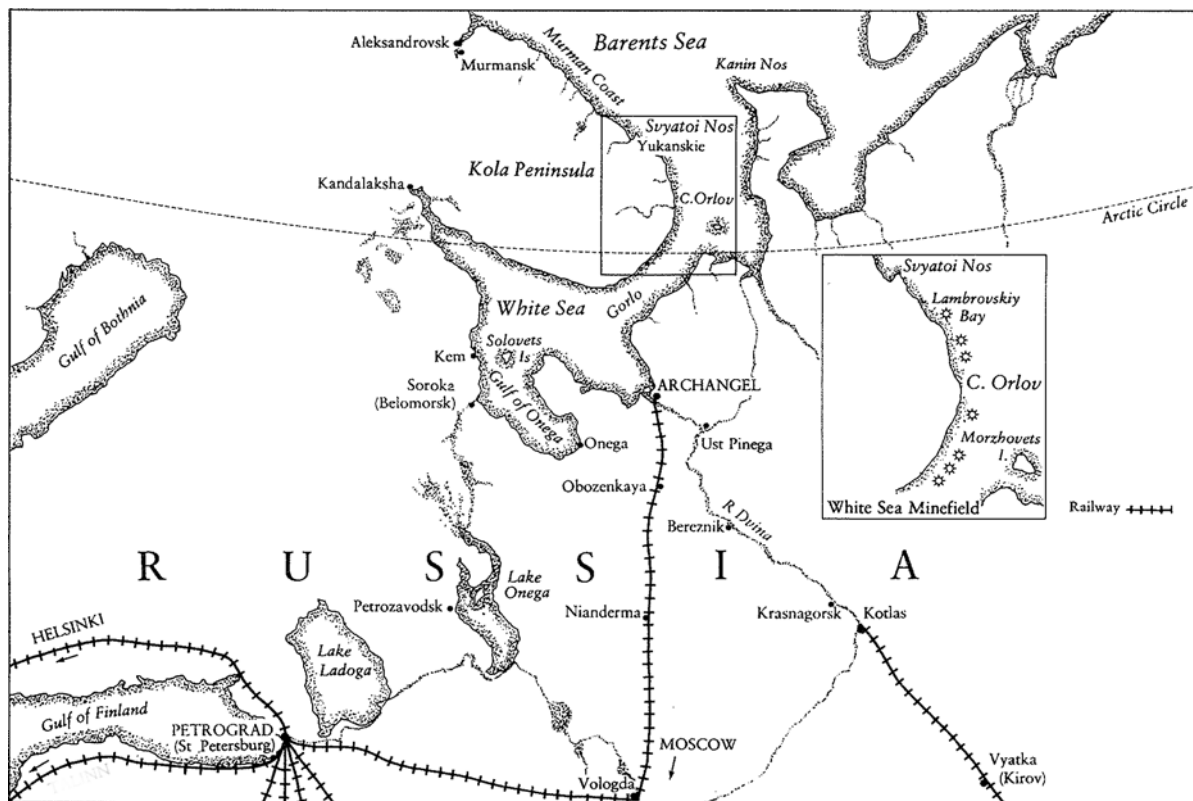 Barents Sea
Aleksandrovsk
Murmansk
Murman Coast
Kanin Nos
Svyatoi Nos
Yukanskie
Kola Peninsula
Kandalaksha
C.Orlov
Arctic Circle
Gulf of Bothnia
White Sea
Gorlo
Solovets
Is
Kem
Gulf of Onega
Soroka
(Belomorsk)
Onega
ARCHANGEL
Ust Pinega
Obozenkaya
R Dvina
Bereznik
Svyatoi Nos
Lambrovskiy
Bay
C. Orlov
Morzhovets
I.
White Sea Minefield
Railway
RUSSIA
Lake
Onega
Petrozavodsk
Nianderma
Krasnagorsk
Kotlas
HELSINKI
Lake
Ladoga
Gulf of Finland
PETROGRAD
(St Petersburg)
MOSCOW
Vologda
Vyatka
(Kirov)